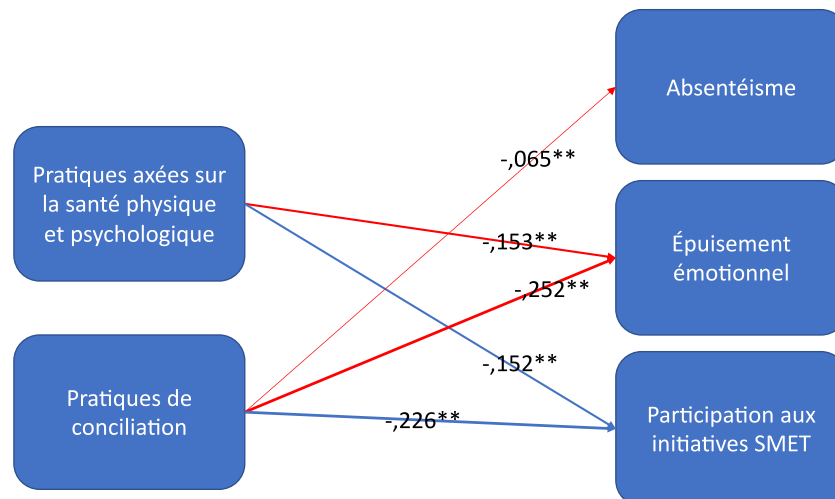 Absentéisme
-,065**
Pratiques axées sur
la santé physique
et psychologique
-,153**
Épuisement
émotionnel
-,252**
-,152**
Pratiques de
conciliation
-,226**
Participation aux
initiatives SMET